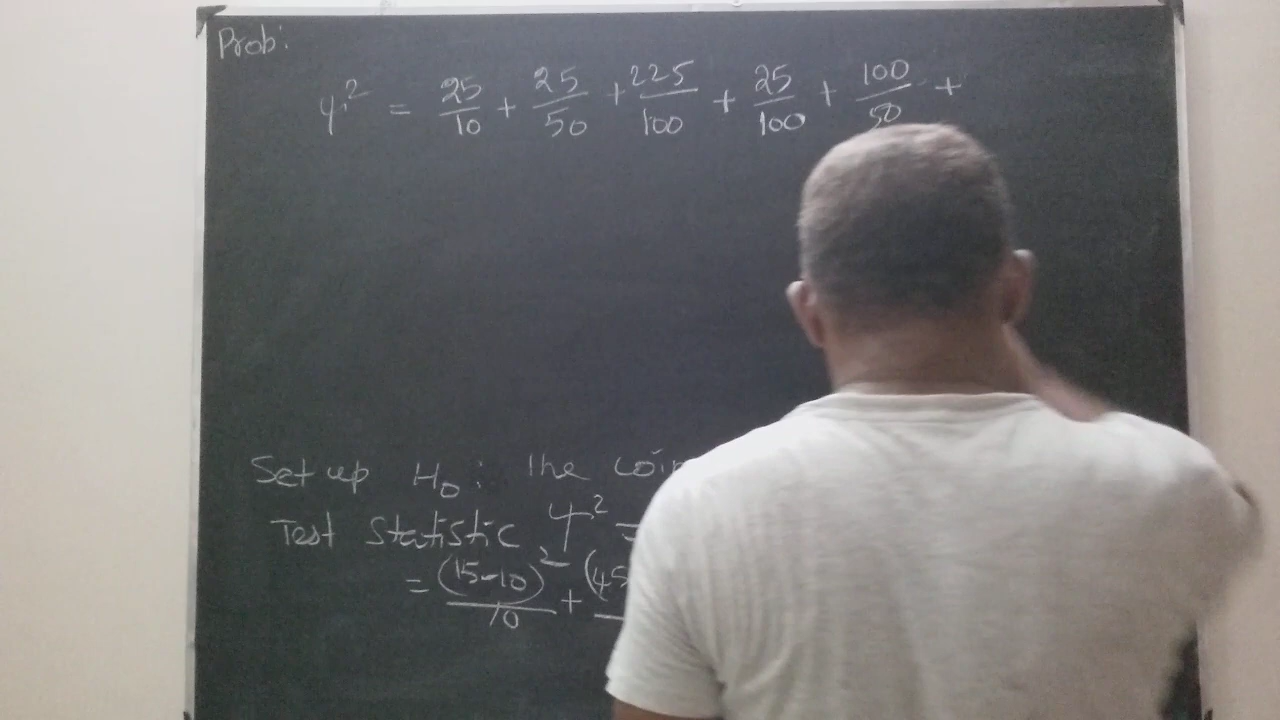 Prob:
ψ² = 25/10 + 25/50 + 225/100 + 25/100 + 100/50 +
Set up H₀: The coin
Test Statistic ψ² =
= (15-10)²/10 + (45